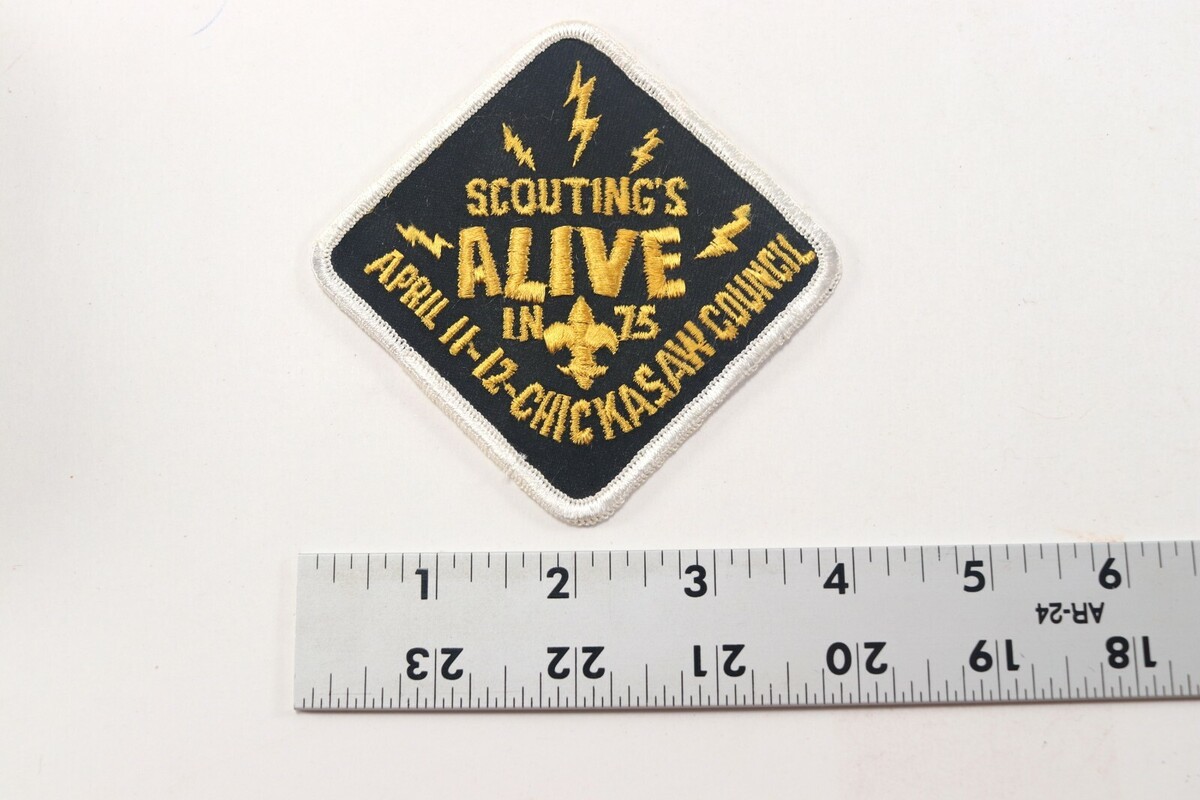 SCOUTING'S
ALIVE
IN 75
APRIL 11-12-CHICKASAW COUNCIL
1 2 3 4 5 6
AR-24
23 22 21 20 19 18